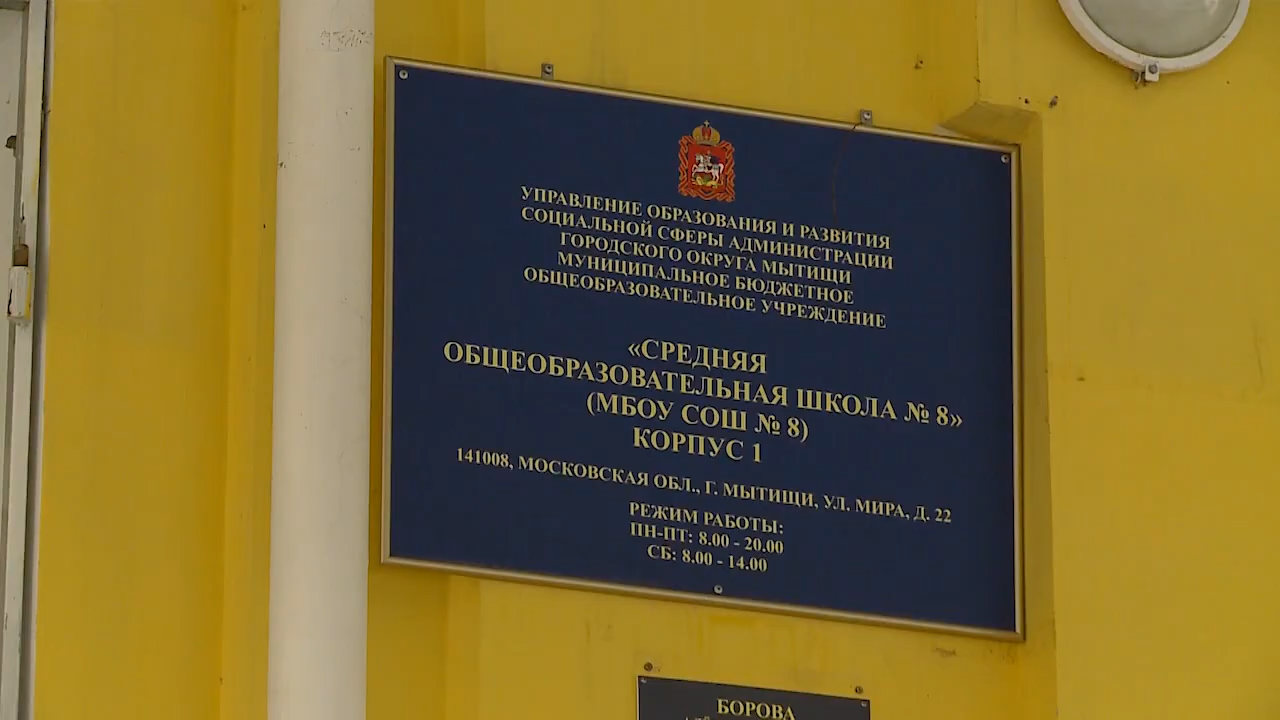 УПРАВЛЕНИЕ ОБРАЗОВАНИЯ И РАЗВИТИЯ
СОЦИАЛЬНОЙ СФЕРЫ АДМИНИСТРАЦИИ
ГОРОДСКОГО ОКРУГА МЫТИЩИ
МУНИЦИПАЛЬНОЕ БЮДЖЕТНОЕ
ОБЩЕОБРАЗОВАТЕЛЬНОЕ УЧРЕЖДЕНИЕ
«СРЕДНЯЯ
ОБЩЕОБРАЗОВАТЕЛЬНАЯ ШКОЛА № 8»
(МБОУ СОШ № 8)
КОРПУС 1
141008, МОСКОВСКАЯ ОБЛ., Г. МЫТИЩИ, УЛ. МИРА, Д. 22
РЕЖИМ РАБОТЫ:
ПН-ПТ: 8.00 - 20.00
СБ: 8.00 - 14.00
БОРОВА